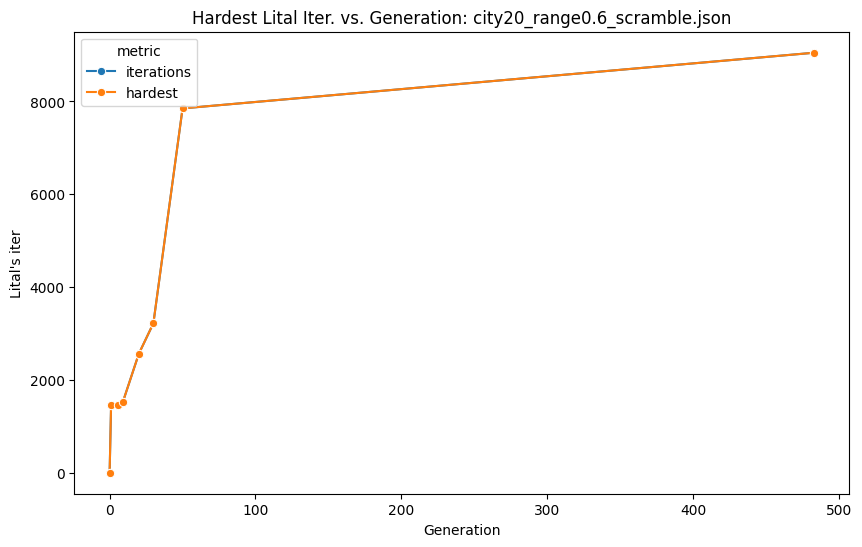 Hardest Lital Iter. vs. Generation: city20_range0.6_scramble.json
metric
iterations
hardest
8000
6000
4000
2000
0
Lital's iter
0 100 200 300 400 500
Generation